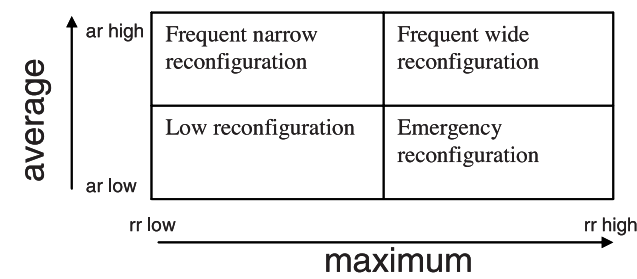 ar high
Frequent narrow
reconfiguration
Frequent wide
reconfiguration
average
Low reconfiguration
Emergency
reconfiguration
ar low
rr low
rr high
maximum